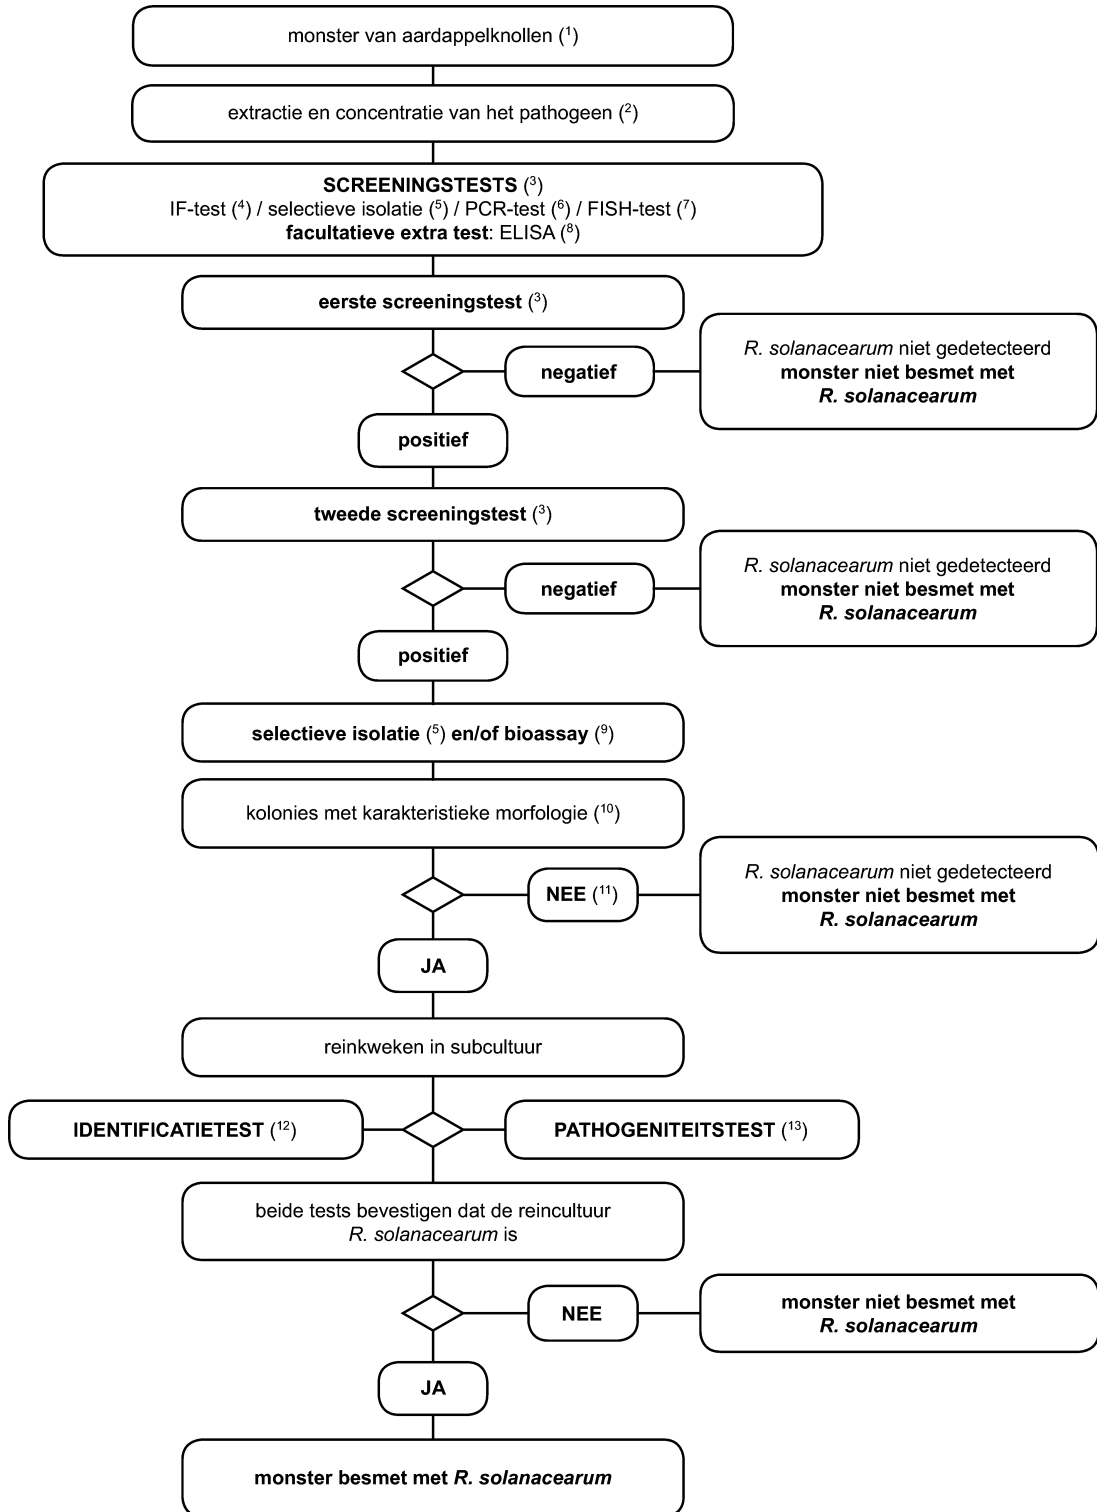 monster van aardappelknollen (¹)
extractie en concentratie van het pathogeen (²)
SCREENINGSTESTS (³)
IF-test (⁴) / selectieve isolatie (⁵) / PCR-test (⁶) / FISH-test (⁷)
facultatieve extra test: ELISA (⁸)
eerste screeningstest (³)
negatief
R. solanacearum niet gedetecteerd
monster niet besmet met
R. solanacearum
positief
tweede screeningstest (³)
negatief
R. solanacearum niet gedetecteerd
monster niet besmet met
R. solanacearum
positief
selectieve isolatie (⁵) en/of bioassay (⁹)
kolonies met karakteristieke morfologie (¹⁰)
NEE (¹¹)
R. solanacearum niet gedetecteerd
monster niet besmet met
R. solanacearum
JA
reinkweken in subcultuur
IDENTIFICATIETEST (¹²)
PATHOGENITEITSTEST (¹³)
beide tests bevestigen dat de reincultuur
R. solanacearum is
NEE
monster niet besmet met
R. solanacearum
JA
monster besmet met R. solanacearum